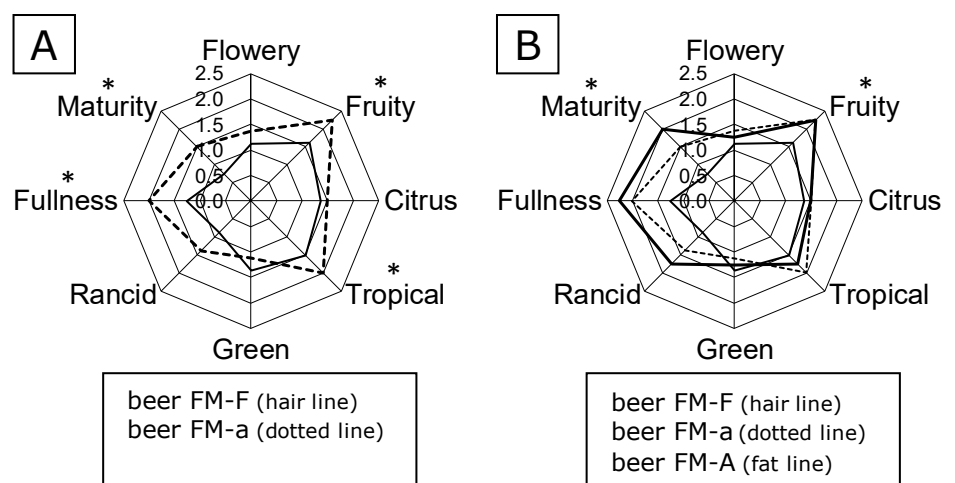 A
Flowery
*
*
Maturity
Fruity
2.5
2.0
1.5
1.0
0.5
0.0
*
Fullness
Citrus
*
Rancid
Tropical
Green
beer FM-F (hair line)
beer FM-a (dotted line)
B
Flowery
*
*
Maturity
Fruity
2.5
2.0
1.5
1.0
0.5
0.0
Fullness
Citrus
Rancid
Tropical
Green
beer FM-F (hair line)
beer FM-a (dotted line)
beer FM-A (fat line)